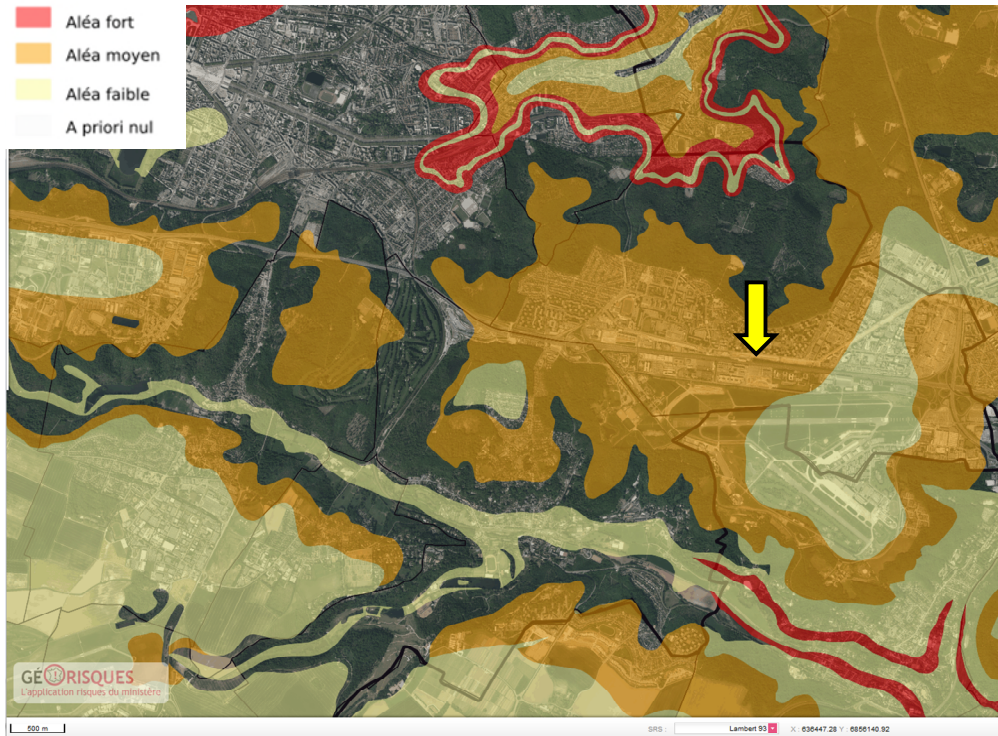 Aléa fort
Aléa moyen
Aléa faible
A priori nul
GÉORISQUES
L'application risques du ministère
500 m
SRS :
Lambert 93
X : 636447.28 Y : 6856140.92